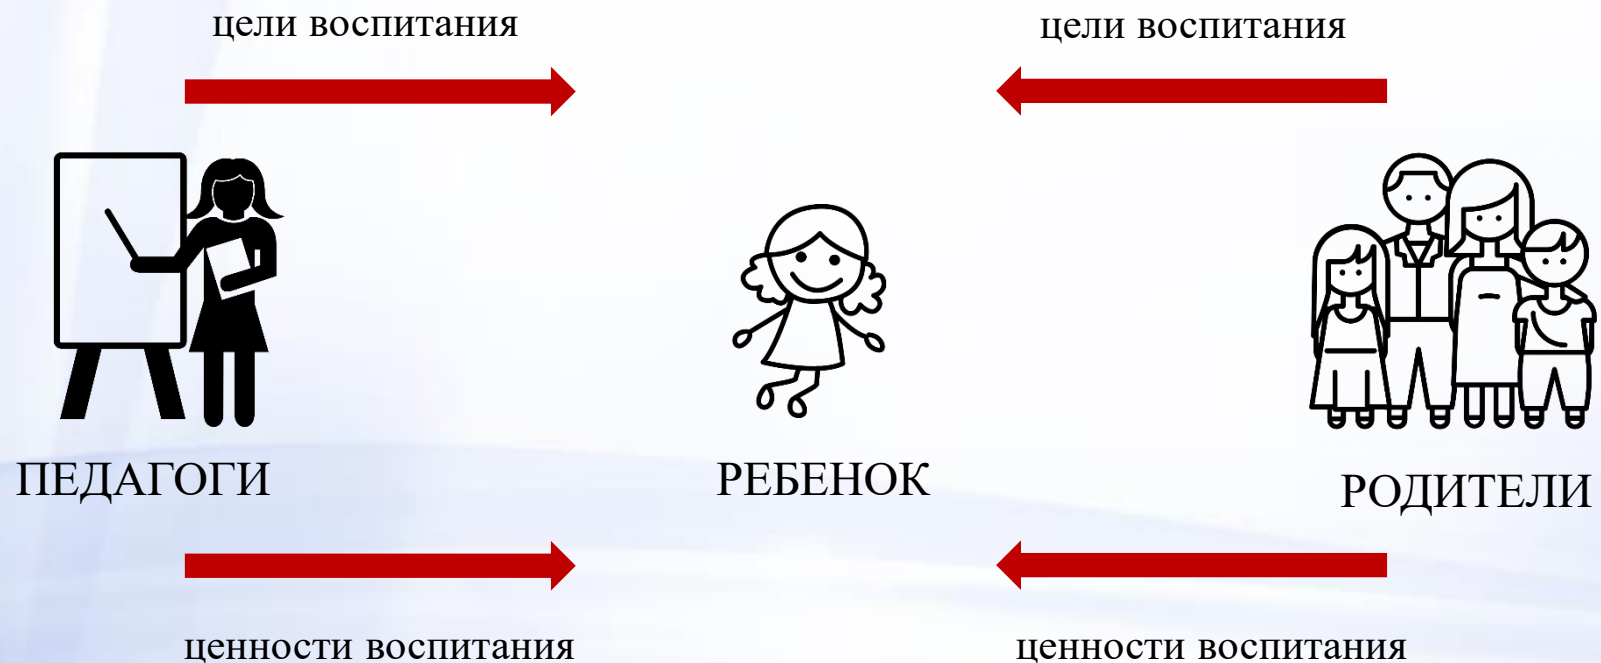 цели воспитания
цели воспитания
ПЕДАГОГИ
РЕБЕНОК
РОДИТЕЛИ
ценности воспитания
ценности воспитания